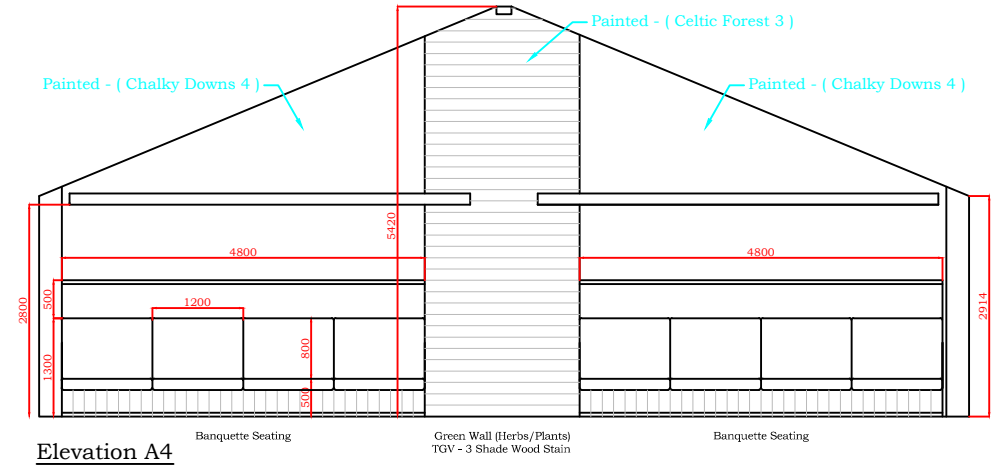 Painted - ( Celtic Forest 3 )
Painted - ( Chalky Downs 4 )
Painted - ( Chalky Downs 4 )
5420
4800
4800
2800
500
1200
2914
1300
800
500
Banquette Seating
Green Wall (Herbs/Plants)
TGV - 3 Shade Wood Stain
Banquette Seating
Elevation A4